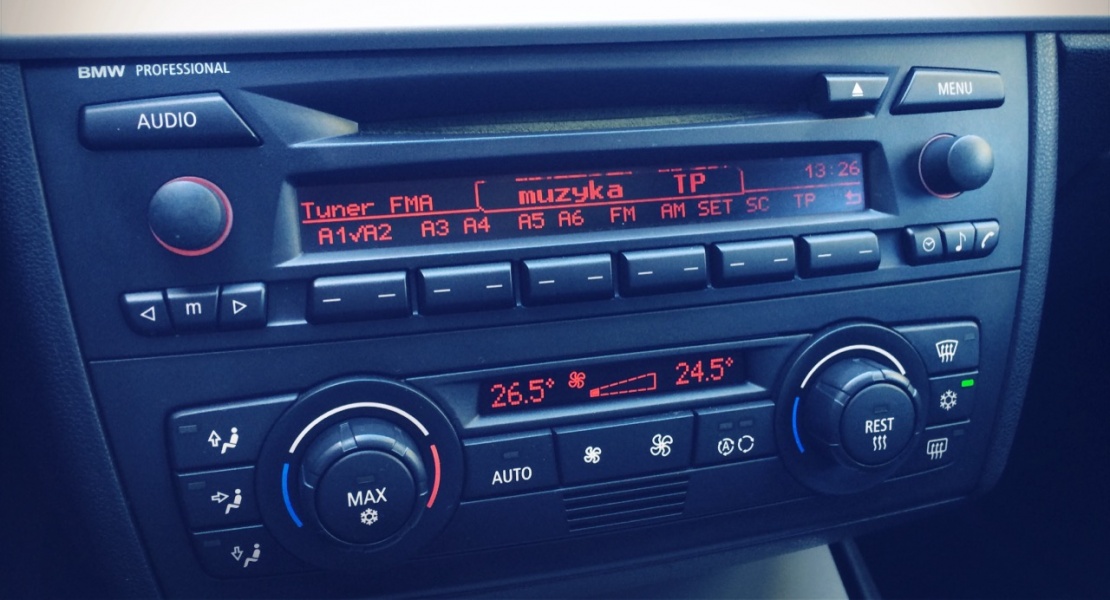 BMW PROFESSIONAL
AUDIO
MENU
Tuner FMA muzyka TP 13:26
A1√A2 A3 A4 A5 A6 FM AM SET SC TP
m
26.5° 24.5°
AUTO
MAX
A
REST